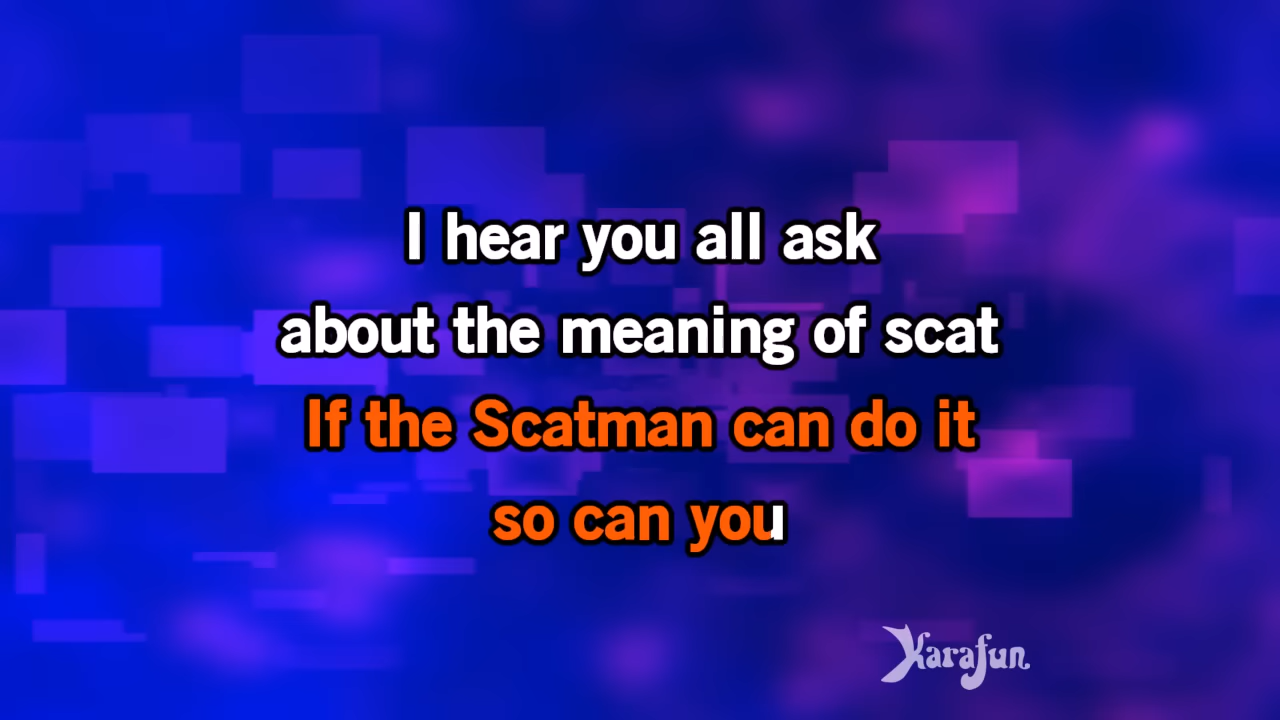 I hear you all ask
about the meaning of scat
If the Scatman can do it
so can you
Karafun